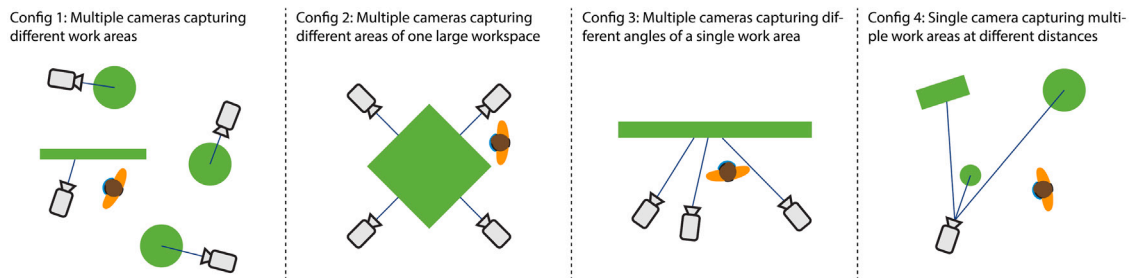 Config 1: Multiple cameras capturing
different work areas
Config 2: Multiple cameras capturing
different areas of one large workspace
Config 3: Multiple cameras capturing dif-
ferent angles of a single work area
Config 4: Single camera capturing multi-
ple work areas at different distances